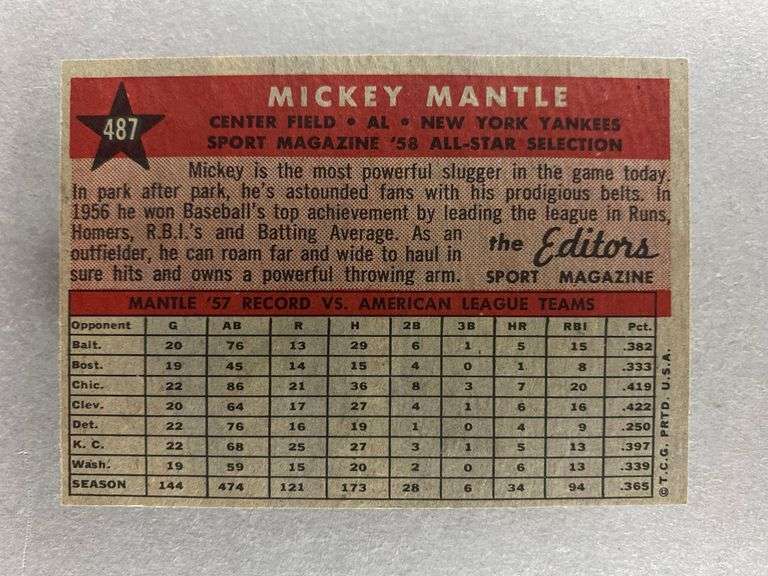 487
MICKEY MANTLE
CENTER FIELD • AL • NEW YORK YANKEES
SPORT MAGAZINE '58 ALL-STAR SELECTION
Mickey is the most powerful slugger in the game today.
In park after park, he's astounded fans with his prodigious belts. In
1956 he won Baseball's top achievement by leading the league in Runs,
Homers, R.B.I.'s and Batting Average. As an
outfielder, he can roam far and wide to haul in
sure hits and owns a powerful throwing arm.
the Editors
SPORT MAGAZINE
MANTLE '57 RECORD VS. AMERICAN LEAGUE TEAMS
Opponent G AB R H 2B 3B HR RBI Pct.
Balt. 20 76 13 29 6 1 5 15 .382
Bost. 19 45 14 15 4 0 1 8 .333
Chic. 22 86 21 36 8 3 7 20 .419
Clev. 20 64 17 27 4 1 6 16 .422
Det. 22 76 16 19 1 0 4 9 .250
K. C. 22 68 25 27 3 1 5 13 .397
Wash. 19 59 15 20 2 0 6 13 .339
SEASON 144 474 121 173 28 6 34 94 .365
© T.C.G. PRTD. U.S.A.